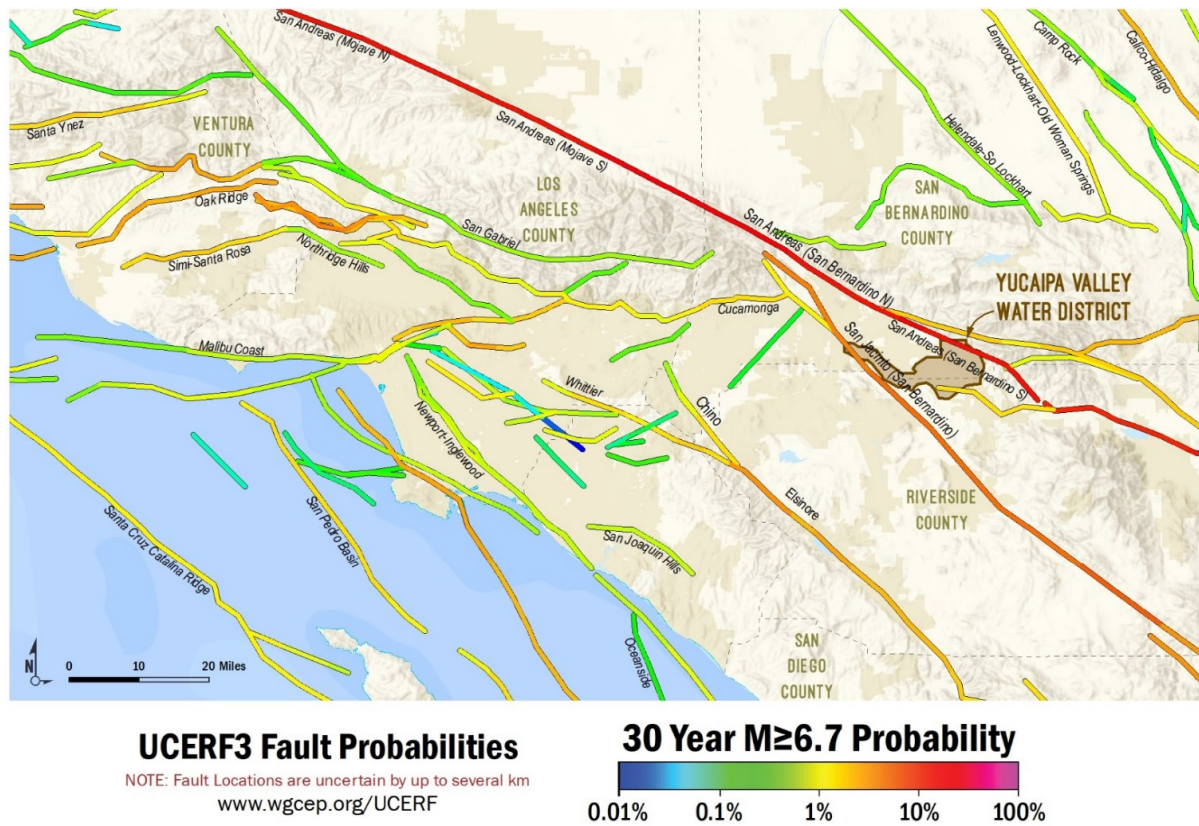 San Andreas (Mojave N)
Calico-Hidalgo
Camp Rock
Lenwood-Lockhart-Old Woman Springs
Santa Ynez
VENTURA
COUNTY
San Andreas (Mojave S)
Helendale-So Lockhart
LOS
ANGELES
COUNTY
SAN
BERNARDINO
COUNTY
Oak Ridge
San Gabriel
San Andreas (San Bernardino N)
Simi-Santa Rosa
Northridge Hills
YUCAIPA VALLEY
WATER DISTRICT
Cucamonga
San Andreas (San Bernardino S)
San Jacinto (San Bernardino)
Malibu Coast
Whittier
Chino
Newport-Inglewood
Elsinore
RIVERSIDE
COUNTY
San Pedro Basin
Santa Cruz Catalina Ridge
San Joaquin Hills
Oceanside
SAN
DIEGO
COUNTY
N
0 10 20 Miles
UCERF3 Fault Probabilities
NOTE: Fault Locations are uncertain by up to several km
www.wgcep.org/UCERF
30 Year M≥6.7 Probability
0.01% 0.1% 1% 10% 100%